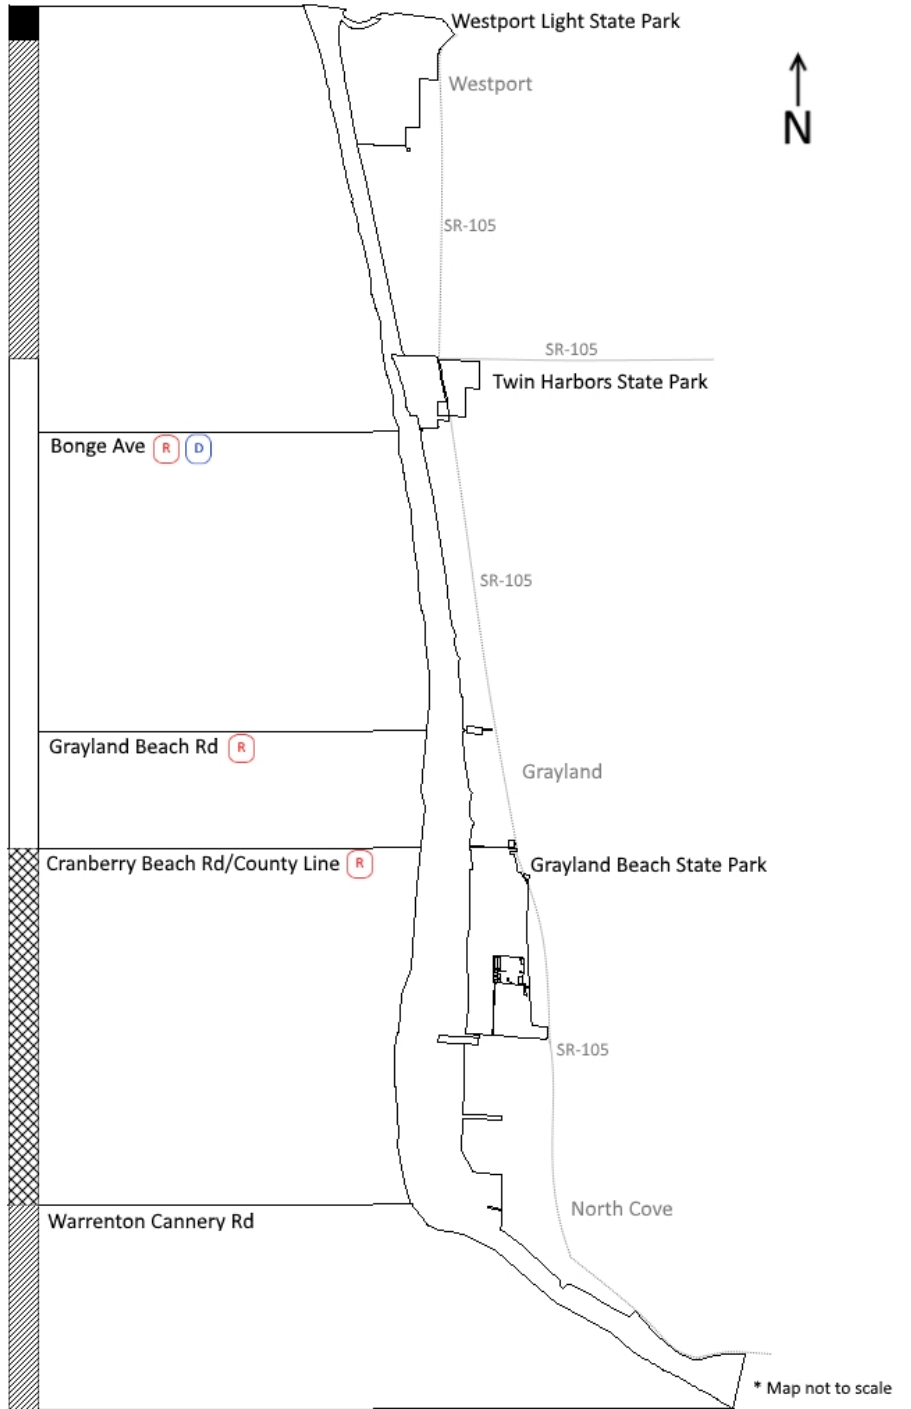 Westport Light State Park
Westport
N
SR-105
SR-105
Twin Harbors State Park
Bonge Ave R D
SR-105
Grayland Beach Rd R
Grayland
Cranberry Beach Rd/County Line R
Grayland Beach State Park
SR-105
North Cove
Warrenton Cannery Rd
* Map not to scale